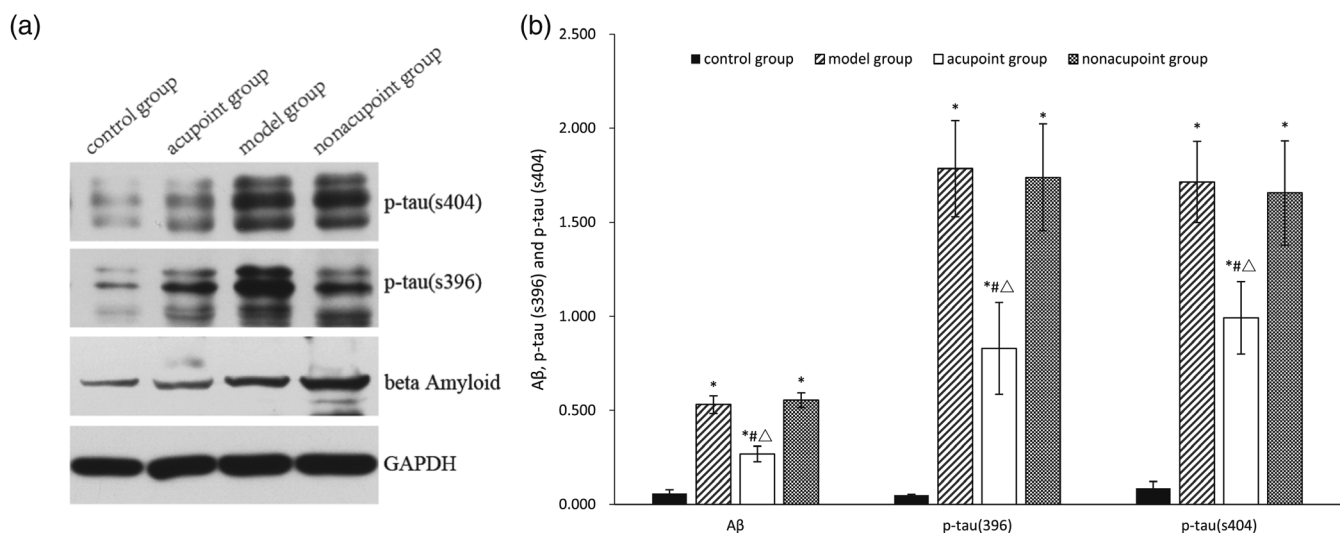 (a)
control group
acupoint group
model group
nonacupoint group
p-tau(s404)
p-tau(s396)
beta Amyloid
GAPDH
(b)
Aβ, p-tau (s396) and p-tau (s404)
2.500
2.000
1.500
1.000
0.500
0.000
control group model group acupoint group nonacupoint group
* *#△ *
* *#△ *
* *#△ *
Aβ p-tau(396) p-tau(s404)